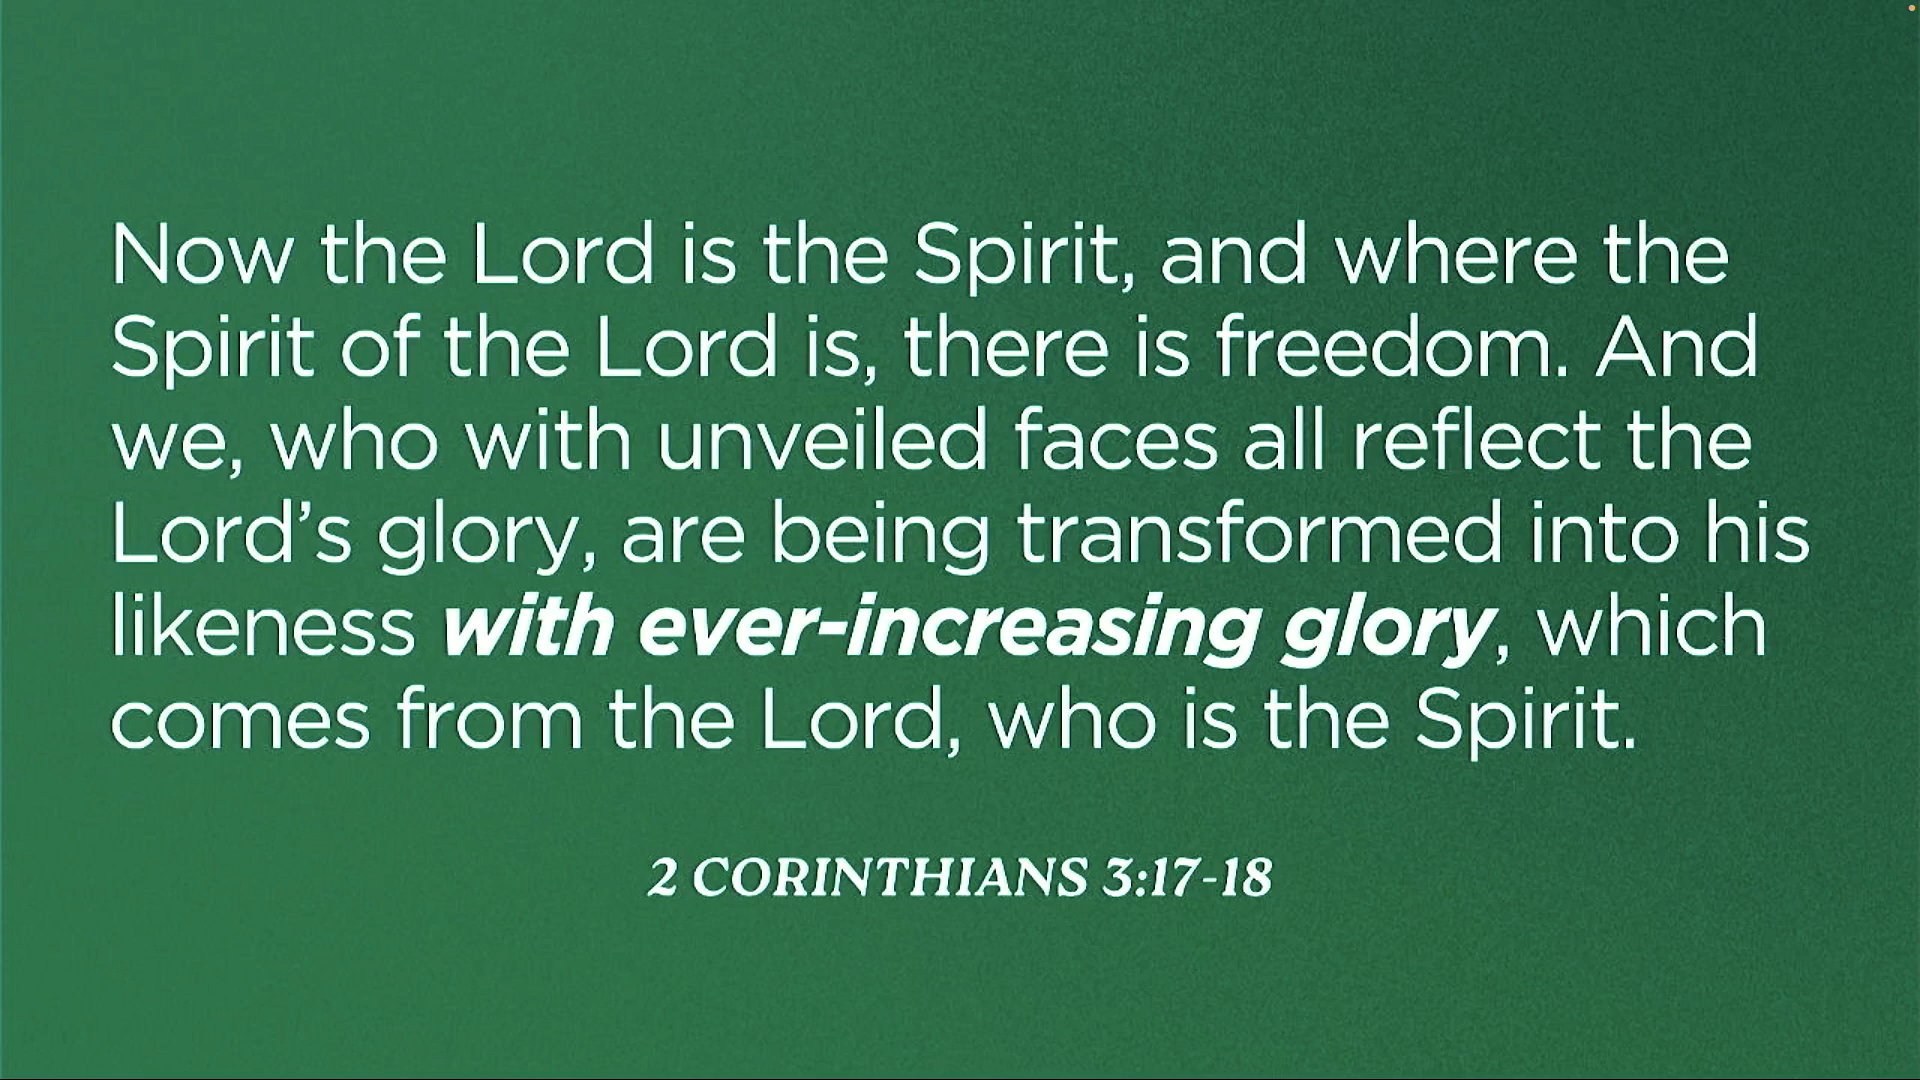 Now the Lord is the Spirit, and where the
Spirit of the Lord is, there is freedom. And
we, who with unveiled faces all reflect the
Lord’s glory, are being transformed into his
likeness with ever-increasing glory, which
comes from the Lord, who is the Spirit.
2 CORINTHIANS 3:17-18